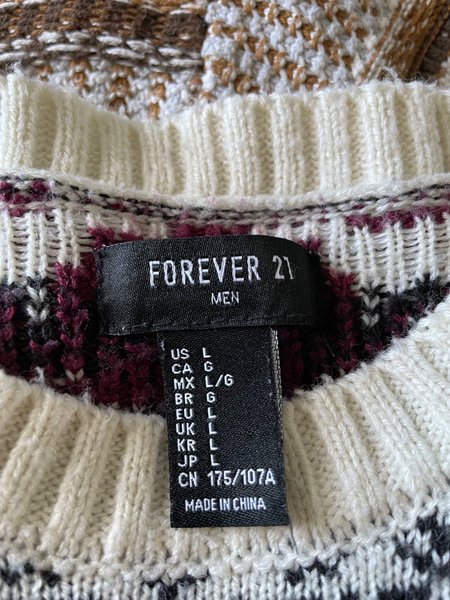 FOREVER 21
MEN
US L
CA G
MX L/G
BR G
EU L
UK L
KR L
JP L
CN 175/107A
MADE IN CHINA